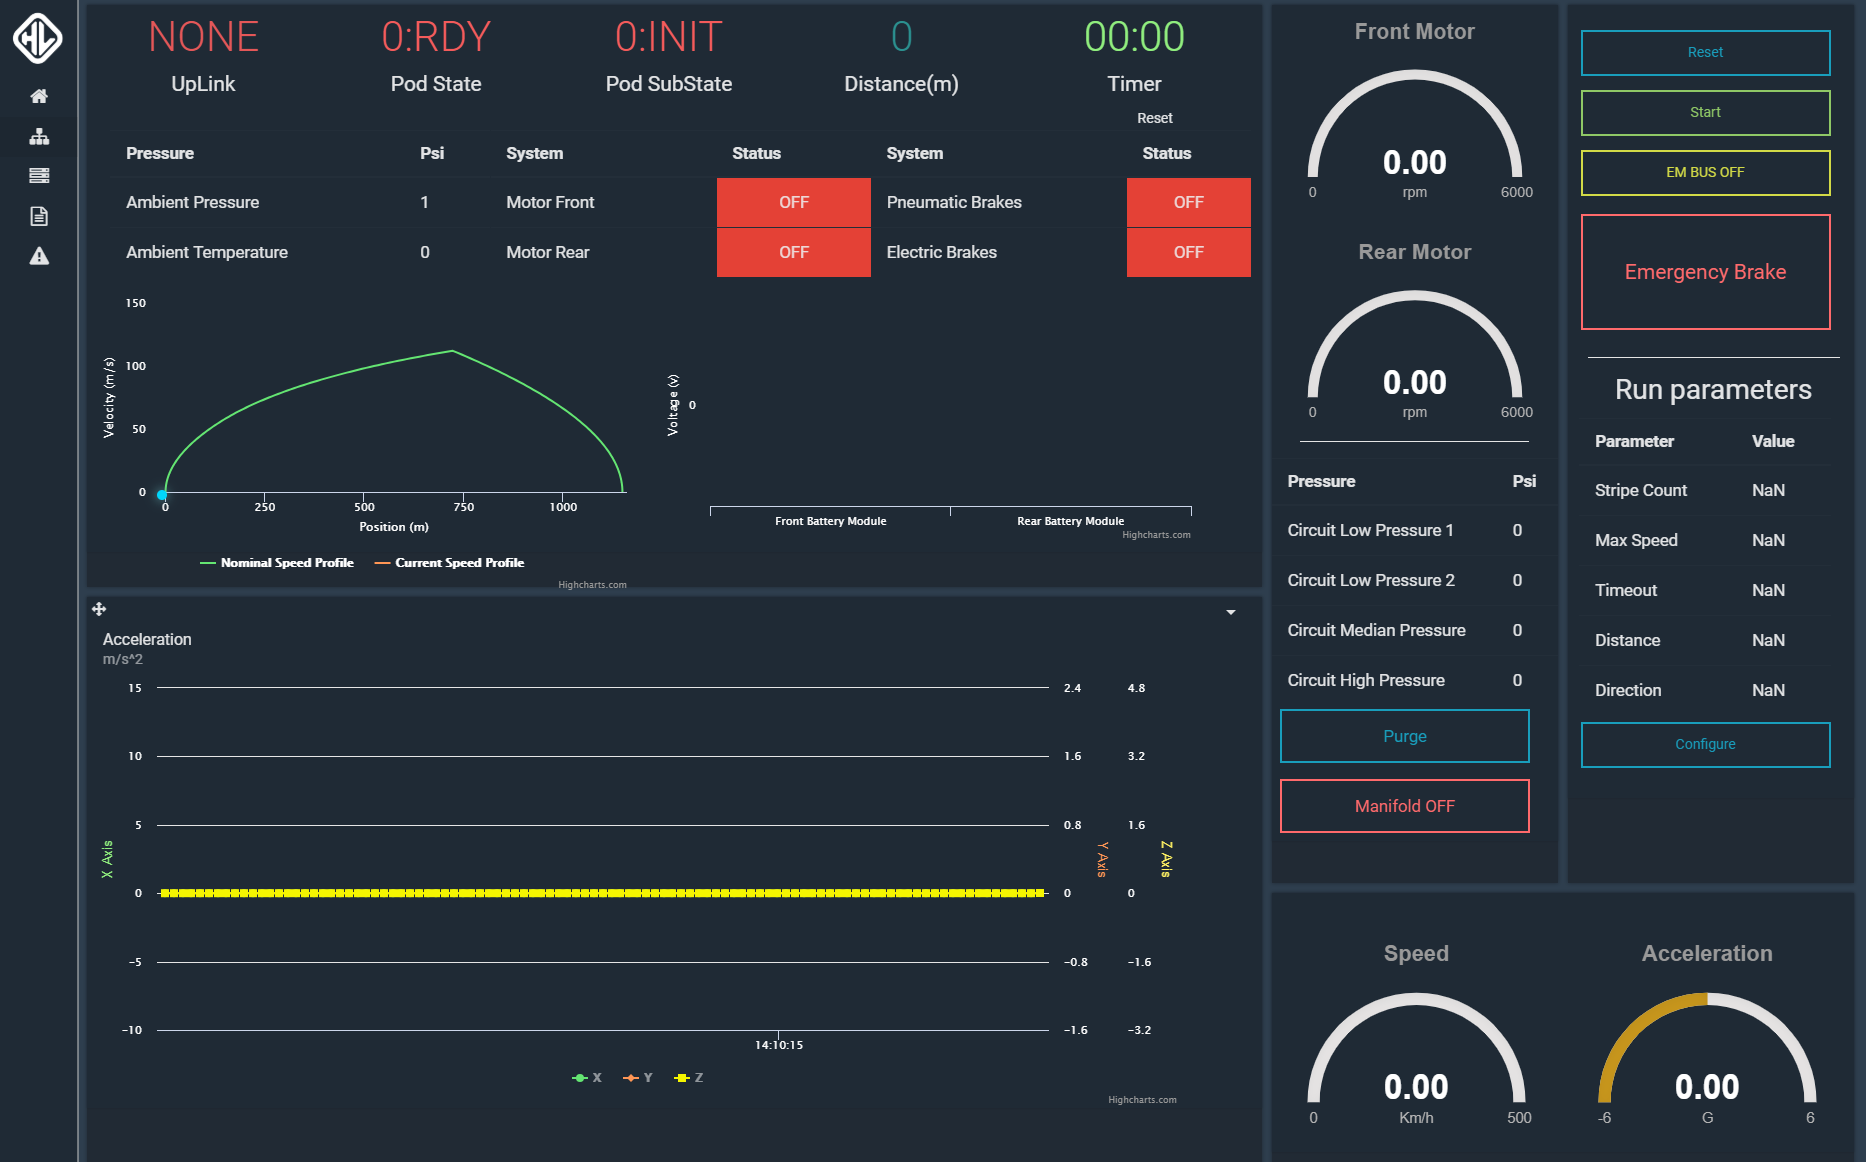 HL
NONE
UpLink
0:RDY
Pod State
0:INIT
Pod SubState
0
Distance(m)
00:00
Timer
Reset
Pressure Psi System Status System Status
Ambient Pressure 1 Motor Front OFF Pneumatic Brakes OFF
Ambient Temperature 0 Motor Rear OFF Electric Brakes OFF
Velocity (m/s)
150
100
50
0
0 250 500 750 1000
Position (m)
Nominal Speed Profile Current Speed Profile
Highcharts.com
Voltage (v)
0
Front Battery Module Rear Battery Module
Highcharts.com
Acceleration
m/s^2
15 2.4 4.8
10 1.6 3.2
5 0.8 1.6
X Axis Y Axis Z Axis
0 0 0
-5 -0.8 -1.6
-10 -1.6 -3.2
14:10:15
X Y Z
Highcharts.com
Front Motor
0.00
0 rpm 6000
Rear Motor
0.00
0 rpm 6000
Pressure Psi
Circuit Low Pressure 1 0
Circuit Low Pressure 2 0
Circuit Median Pressure 0
Circuit High Pressure 0
Purge
Manifold OFF
Reset
Start
EM BUS OFF
Emergency Brake
Run parameters
Parameter Value
Stripe Count NaN
Max Speed NaN
Timeout NaN
Distance NaN
Direction NaN
Configure
Speed
0.00
0 Km/h 500
Acceleration
0.00
-6 G 6